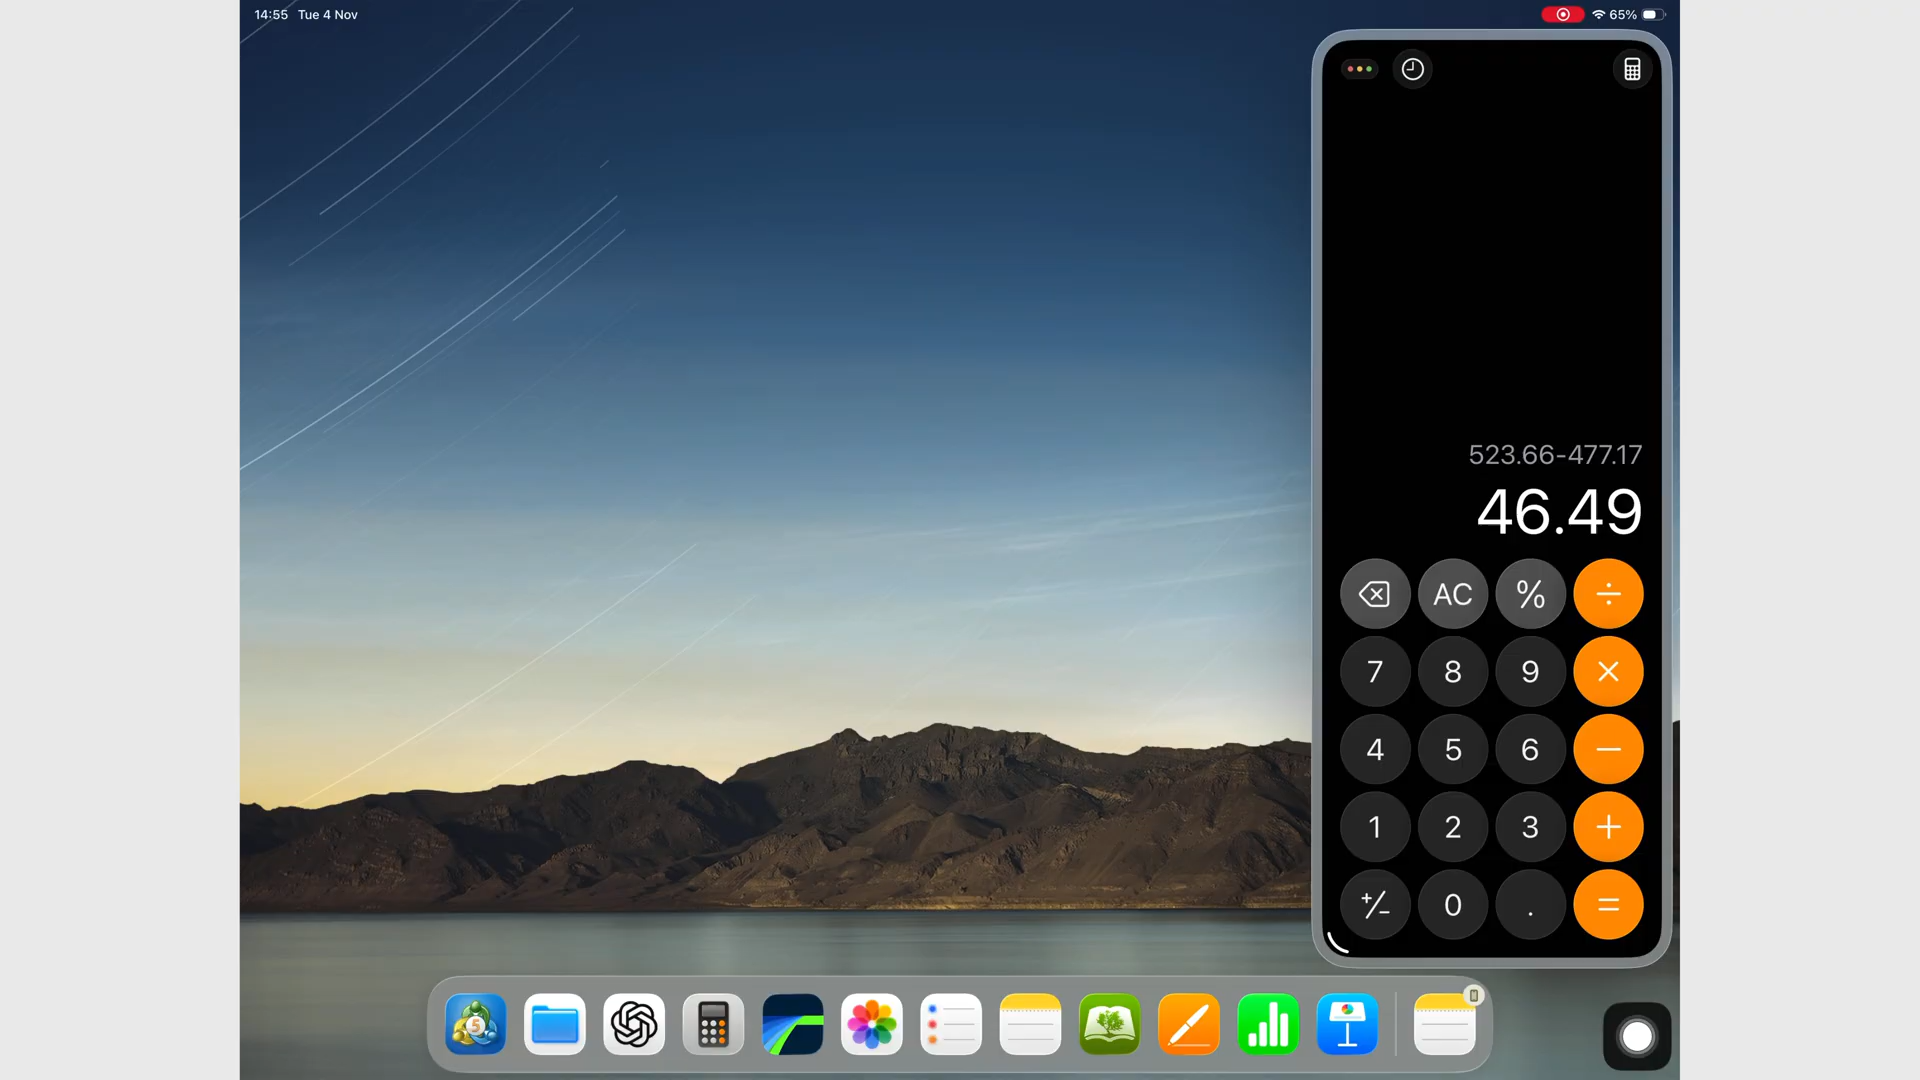 14:55 Tue 4 Nov
65%
523.66-477.17
46.49
AC % ÷
7 8 9 ×
4 5 6 −
1 2 3 +
+/− 0 . =
5